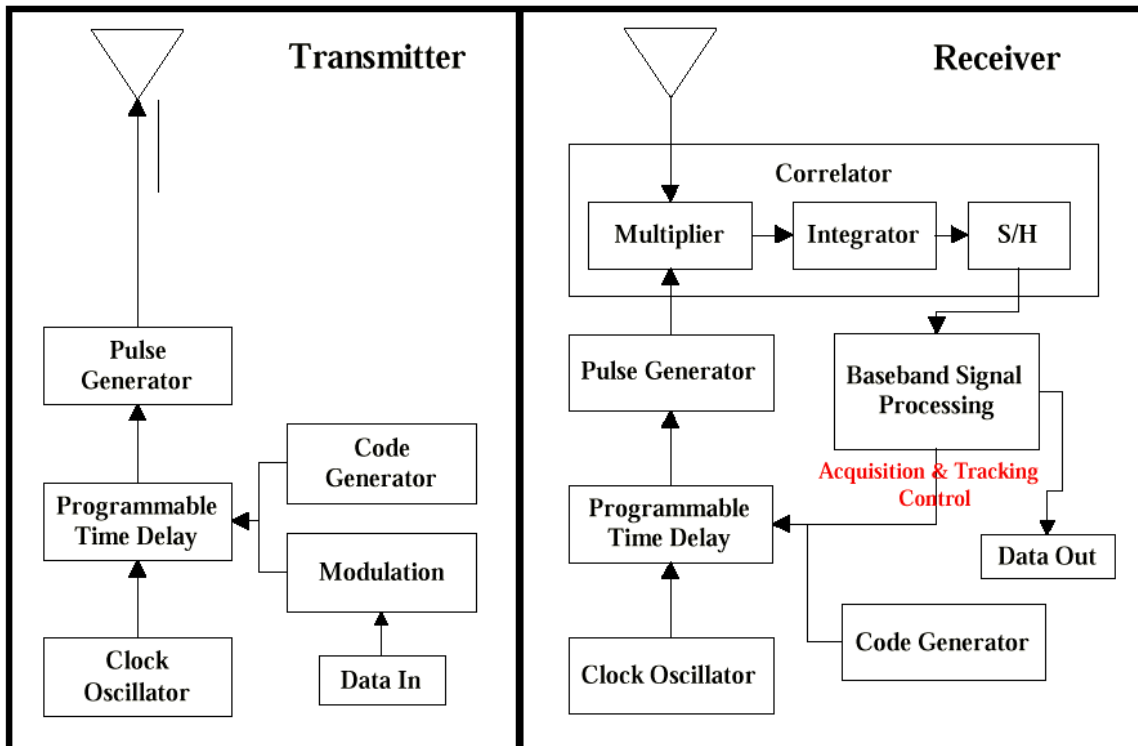 Transmitter
Pulse
Generator
Code
Generator
Programmable
Time Delay
Modulation
Clock
Oscillator
Data In
Receiver
Correlator
Multiplier
Integrator
S/H
Pulse Generator
Baseband Signal
Processing
Acquisition & Tracking
Control
Programmable
Time Delay
Data Out
Code Generator
Clock Oscillator